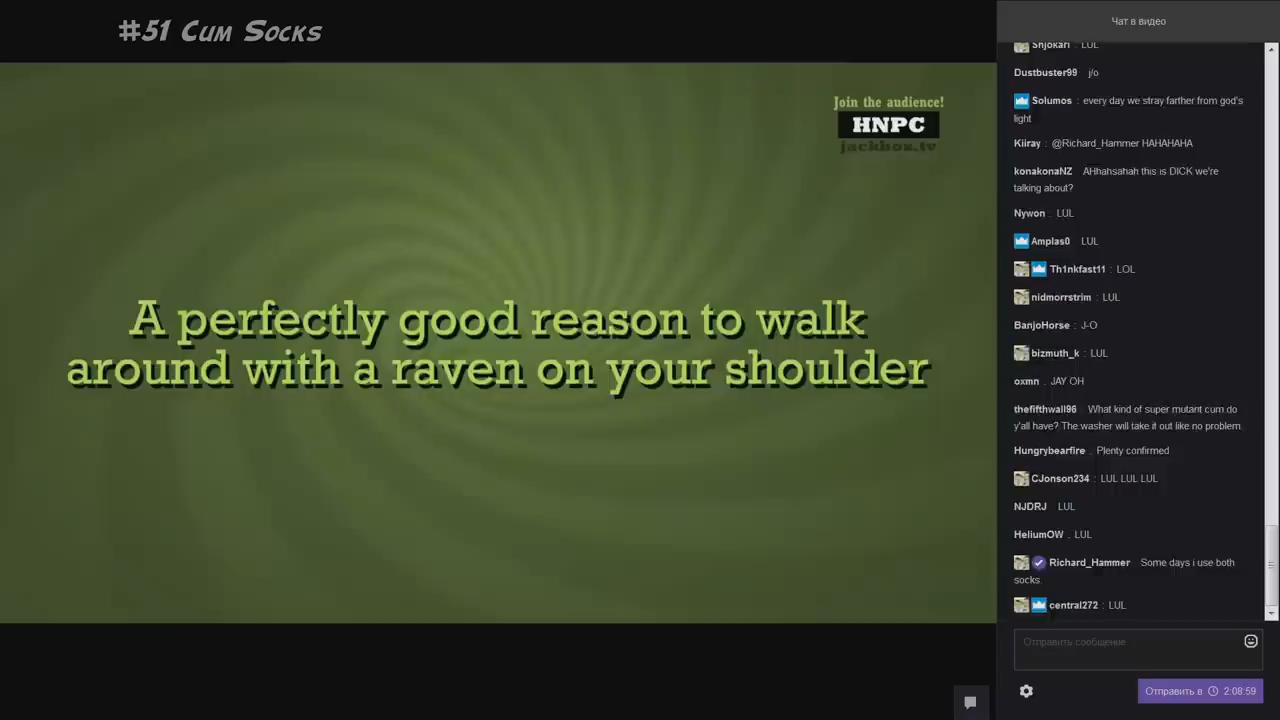 #51 Cum Socks
Join the audience!
HNPC
jackbox.tv
A perfectly good reason to walk
around with a raven on your shoulder
Чат в видео
Snjokari : LUL
Dustbuster99 j/o
Solumos : every day we stray farther from god's
light
Kiiray : @Richard_Hammer HAHAHAHA
konakonaNZ AHhahsahah this is DICK we're
talking about?
Nywon : LUL
Amplas0 LUL
Th1nkfast11 : LOL
nidmorrstrim : LUL
BanjoHorse : J-O
bizmuth_k : LUL
oxmn : JAY OH
thefifthwall96 What kind of super mutant cum do
y'all have? The washer will take it out like no problem
Hungrybearfire : Plenty confirmed
CJonson234 : LUL LUL LUL
NJDRJ LUL
HeliumOW : LUL
Richard_Hammer Some days i use both
socks.
central272 : LUL
Отправить сообщение
Отправить в 2:08:59